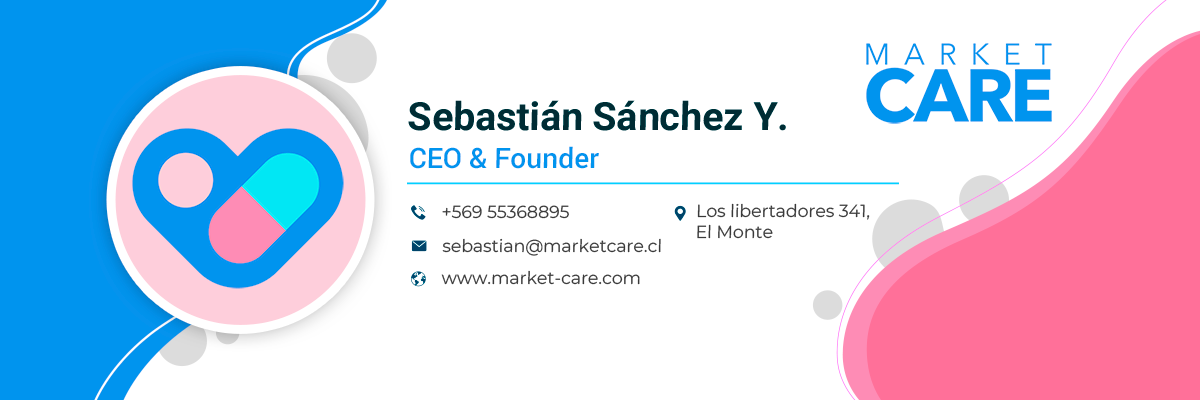 MARKET
CARE
Sebastián Sánchez Y.
CEO & Founder
+569 55368895
Los libertadores 341,
El Monte
sebastian@marketcare.cl
www.market-care.com